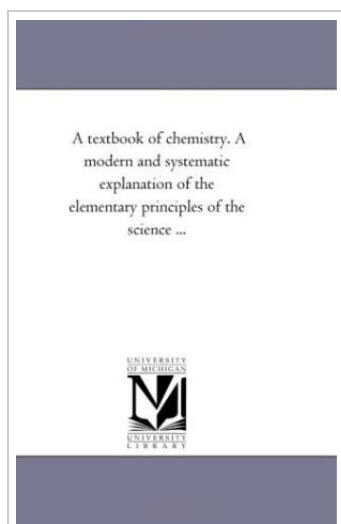 A textbook of chemistry. A
modern and systematic
explanation of the
elementary principles of the
science ...
UNIVERSITY
OF MICHIGAN
UNIVERSITY
LIBRARY